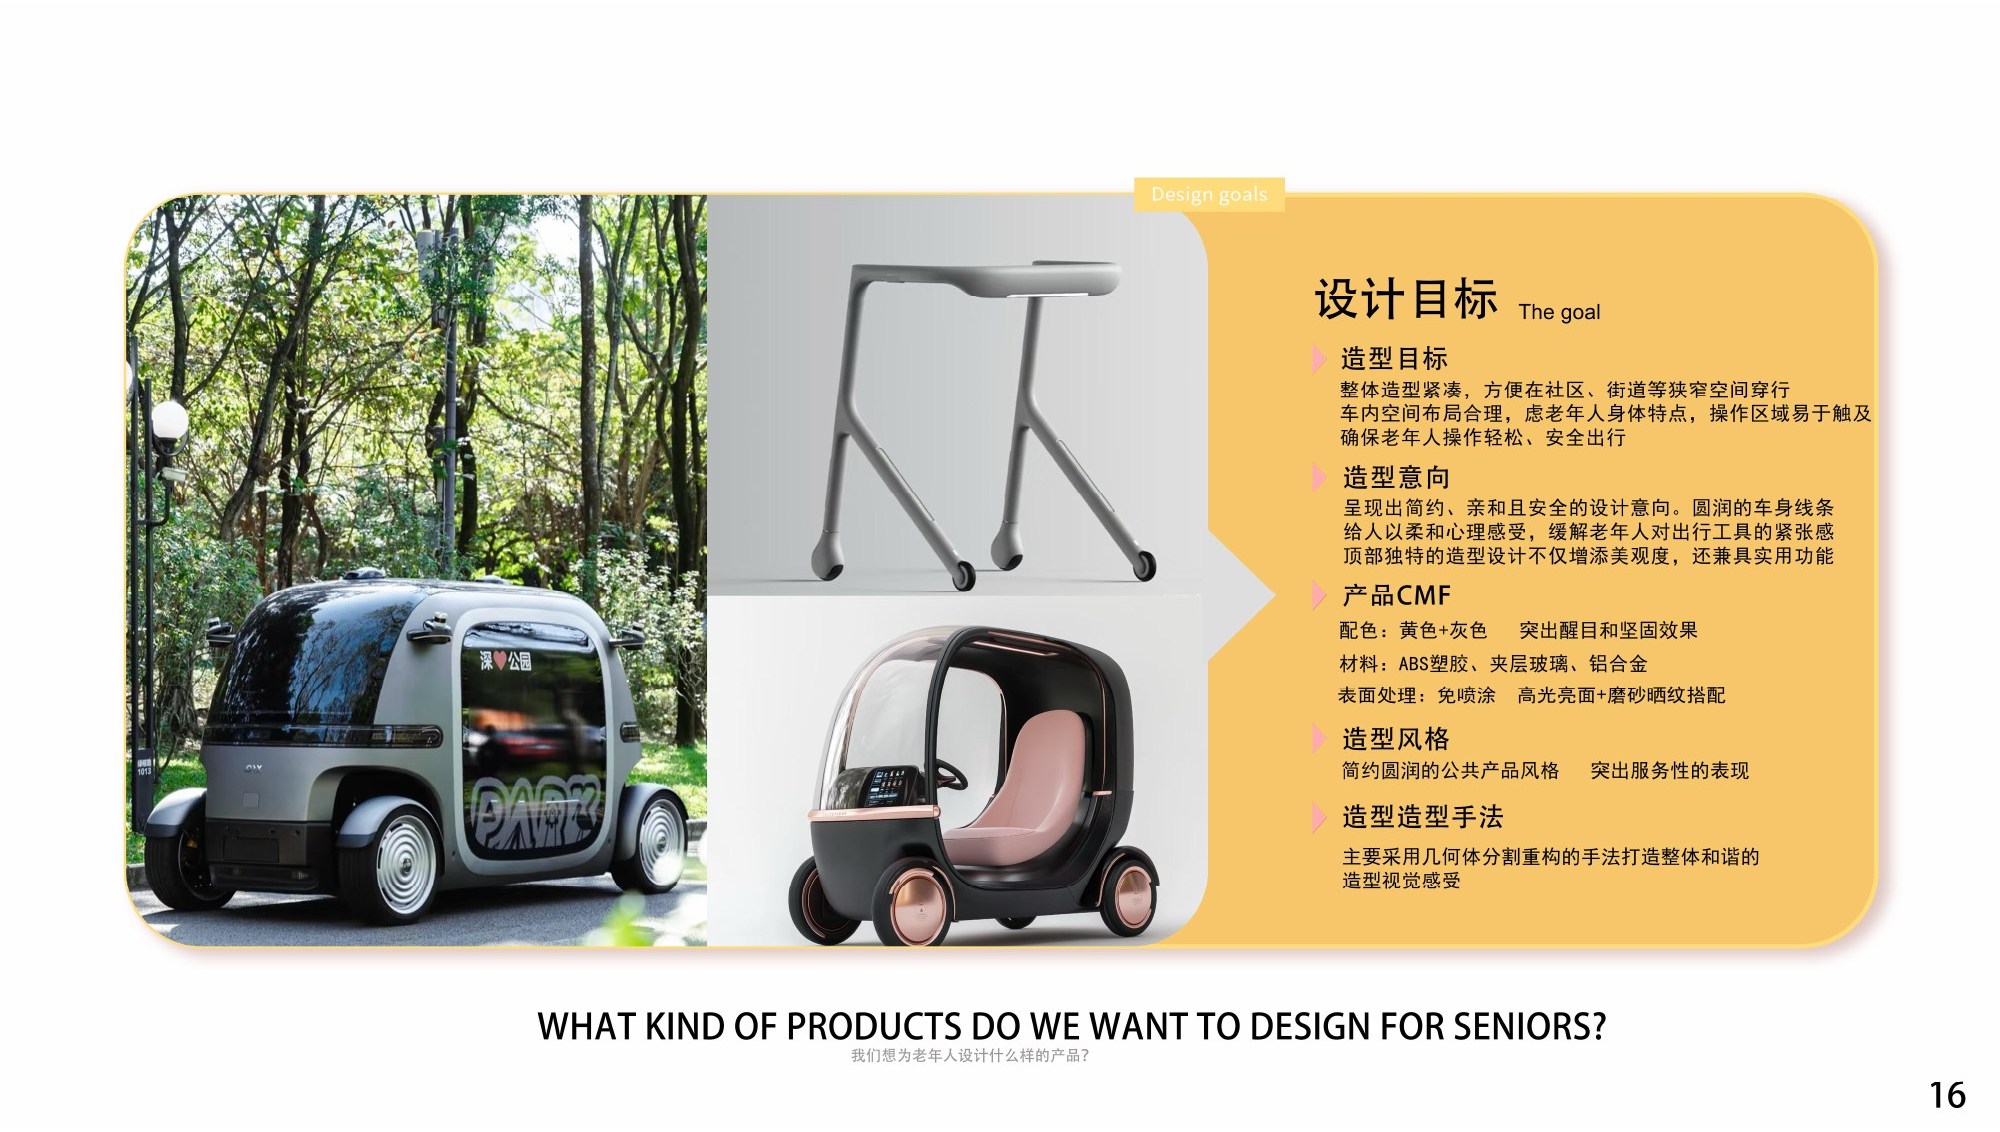 Design goals
设计目标 The goal
造型目标
整体造型紧凑，方便在社区、街道等狭窄空间穿行
车内空间布局合理，虑老年人身体特点，操作区域易于触及
确保老年人操作轻松、安全出行
造型意向
呈现出简约、亲和且安全的设计意向。圆润的车身线条
给人以柔和心理感受，缓解老年人对出行工具的紧张感
顶部独特的造型设计不仅增添美观度，还兼具实用功能
产品CMF
配色：黄色+灰色 突出醒目和坚固效果
材料：ABS塑胶、夹层玻璃、铝合金
表面处理：免喷涂 高光亮面+磨砂晒纹搭配
造型风格
简约圆润的公共产品风格 突出服务性的表现
造型造型手法
主要采用几何体分割重构的手法打造整体和谐的
造型视觉感受
深❤公园
PARK
1013
WHAT KIND OF PRODUCTS DO WE WANT TO DESIGN FOR SENIORS?
我们想为老年人设计什么样的产品？
16